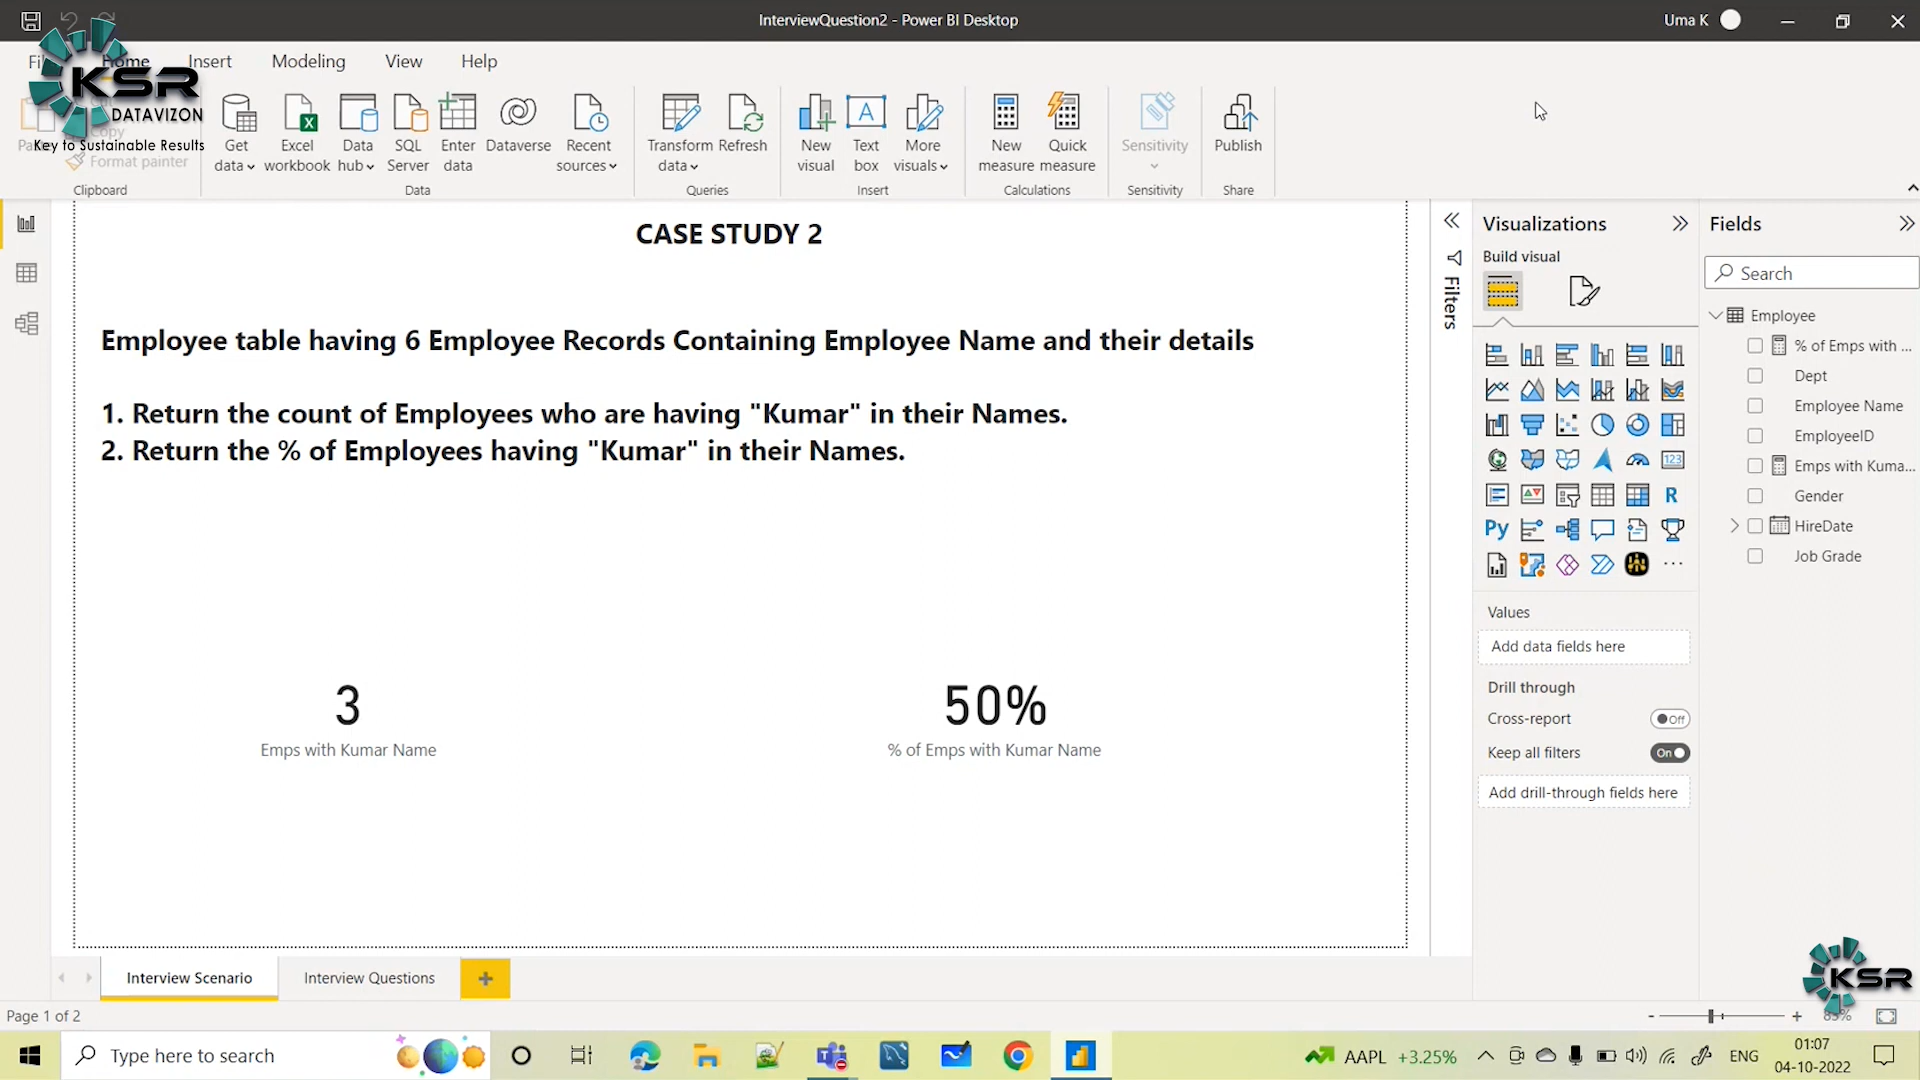 InterviewQuestion2 - Power BI Desktop
Uma K
Home
Insert
Modeling
View
Help
KSR
DATAVIZON
Key to Sustainable Results
Copy
Format painter
Clipboard
Get data
Excel workbook
Data hub
SQL Server
Enter data
Dataverse
Recent sources
Data
Transform data
Refresh
Queries
New visual
Text box
More visuals
Insert
New measure
Quick measure
Calculations
Sensitivity
Sensitivity
Publish
Share
CASE STUDY 2
Employee table having 6 Employee Records Containing Employee Name and their details
1. Return the count of Employees who are having "Kumar" in their Names.
2. Return the % of Employees having "Kumar" in their Names.
3
Emps with Kumar Name
50%
% of Emps with Kumar Name
Filters
Visualizations
Build visual
123
R
Py
Values
Add data fields here
Drill through
Cross-report
Off
Keep all filters
On
Add drill-through fields here
Fields
Search
Employee
% of Emps with ...
Dept
Employee Name
EmployeeID
Emps with Kuma...
Gender
HireDate
Job Grade
Interview Scenario
Interview Questions
Page 1 of 2
KSR
Type here to search
AAPL +3.25%
ENG
01:07
04-10-2022